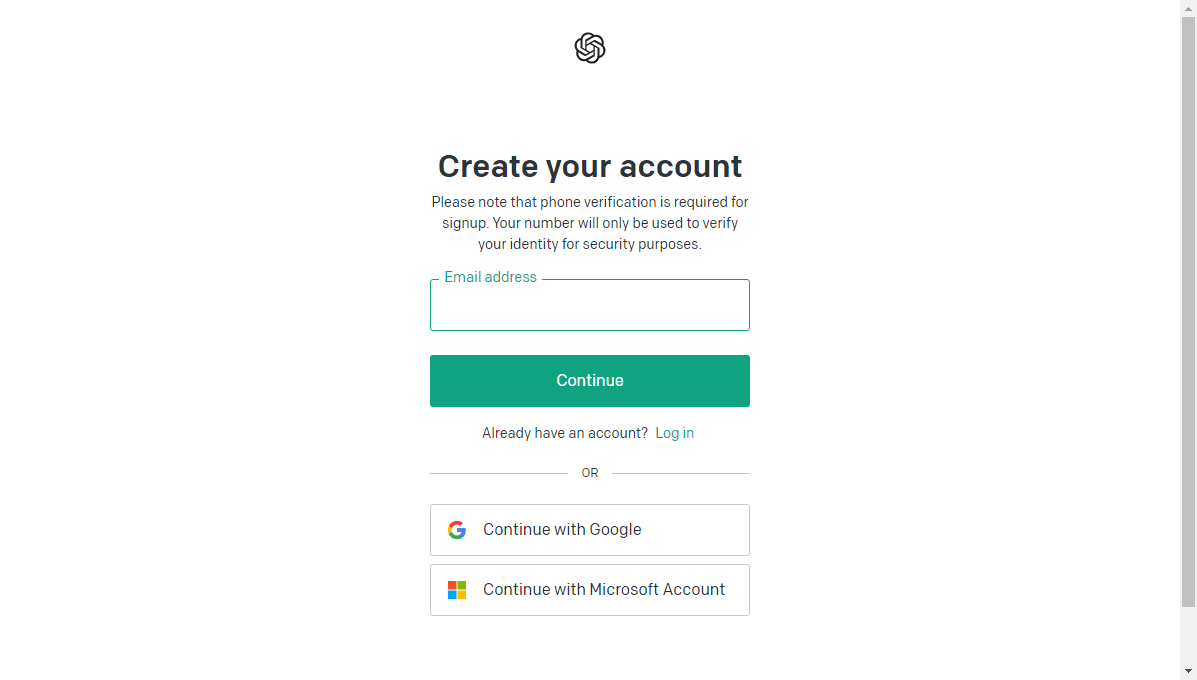 Create your account
Please note that phone verification is required for
signup. Your number will only be used to verify
your identity for security purposes.
Email address
Continue
Already have an account? Log in
OR
Continue with Google
Continue with Microsoft Account